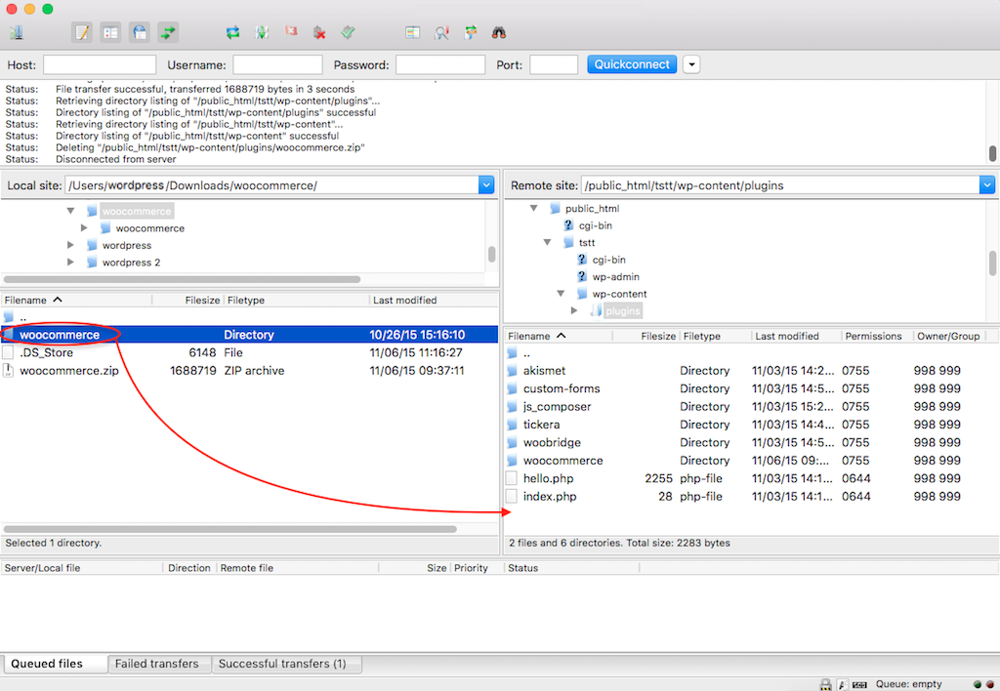 Host: Username: Password: Port: Quickconnect
Status: File transfer successful, transferred 1688719 bytes in 3 seconds
Status: Retrieving directory listing of "/public_html/tstt/wp-content/plugins"...
Status: Directory listing of "/public_html/tstt/wp-content/plugins" successful
Status: Retrieving directory listing of "/public_html/tstt/wp-content"...
Status: Directory listing of "/public_html/tstt/wp-content" successful
Status: Deleting "/public_html/tstt/wp-content/plugins/woocommerce.zip"
Status: Disconnected from server
Local site: /Users/wordpress/Downloads/woocommerce/
woocommerce
woocommerce
wordpress
wordpress 2
Filename Filesize Filetype Last modified
..
woocommerce Directory 10/26/15 15:16:10
.DS_Store 6148 File 11/06/15 11:16:27
woocommerce.zip 1688719 ZIP archive 11/06/15 09:37:11
Selected 1 directory.
Remote site: /public_html/tstt/wp-content/plugins
public_html
cgi-bin
tstt
cgi-bin
wp-admin
wp-content
plugins
Filename Filesize Filetype Last modified Permissions Owner/Group
..
akismet Directory 11/03/15 14:2... 0755 998 999
custom-forms Directory 11/03/15 14:5... 0755 998 999
js_composer Directory 11/03/15 15:2... 0755 998 999
tickera Directory 11/03/15 14:4... 0755 998 999
woobridge Directory 11/03/15 14:5... 0755 998 999
woocommerce Directory 11/06/15 09:... 0755 998 999
hello.php 2255 php-file 11/03/15 14:1... 0644 998 999
index.php 28 php-file 11/03/15 14:1... 0644 998 999
2 files and 6 directories. Total size: 2283 bytes
Server/Local file Direction Remote file Size Priority Status
Queued files Failed transfers Successful transfers (1)
Queue: empty